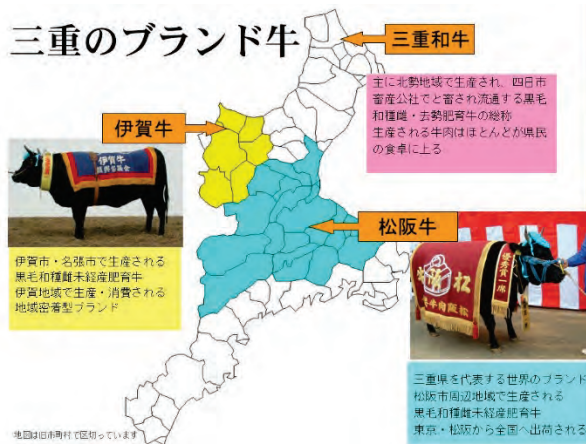 三重のブランド牛
三重和牛
主に北勢地域で生産され、四日市
畜産公社でと畜され流通する黒毛
和種雌・去勢肥育牛の総称
生産される牛肉はほとんどが県民
の食卓に上る
伊賀牛
伊賀牛
松阪牛
伊賀市・名張市で生産される
黒毛和種雌未経産肥育牛
伊賀地域で生産・消費される
地域密着型ブランド
優秀賞一席
松
松阪肉牛
三重県を代表する世界のブランド
松阪市周辺地域で生産される
黒毛和種雌未経産肥育牛
東京・松阪から全国へ出荷される
地図は旧市町村で区切っています